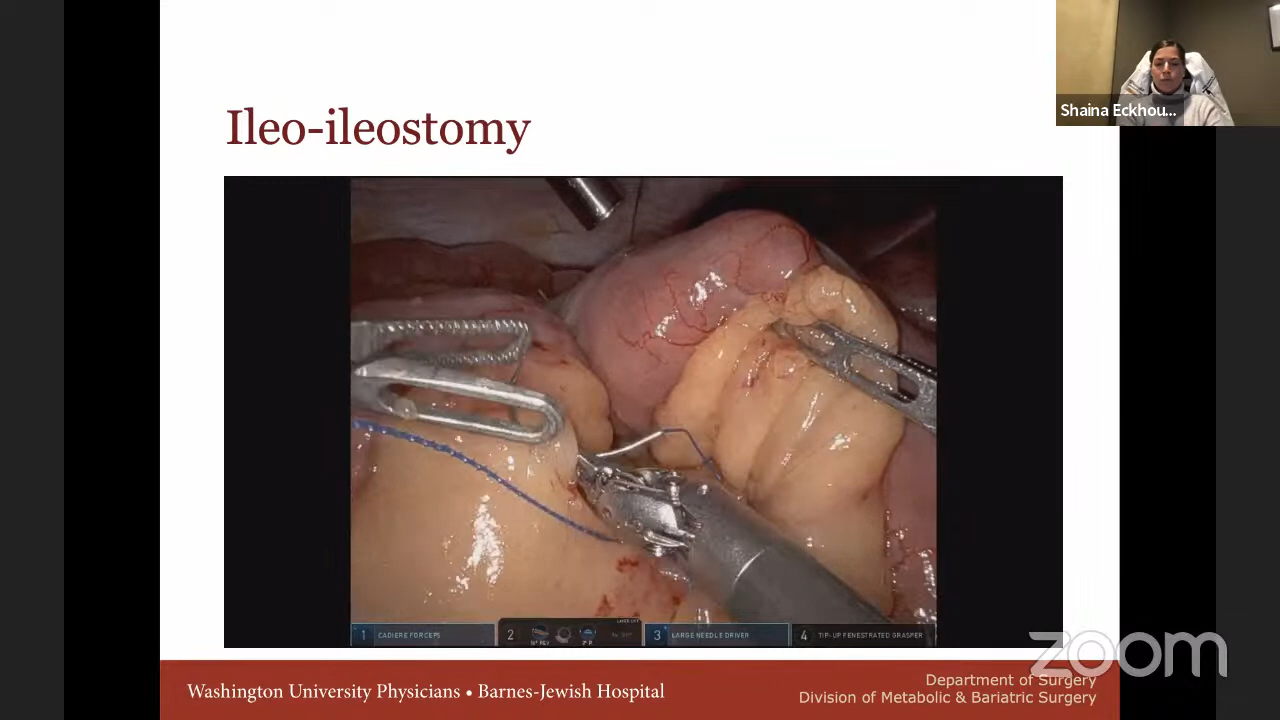 Shaina Eckhou...
Ileo-ileostomy
1 CADIERE FORCEPS
2
3 LARGE NEEDLE DRIVER
4 TIP-UP FENESTRATED GRASPER
zoom
Washington University Physicians • Barnes-Jewish Hospital
Department of Surgery
Division of Metabolic & Bariatric Surgery